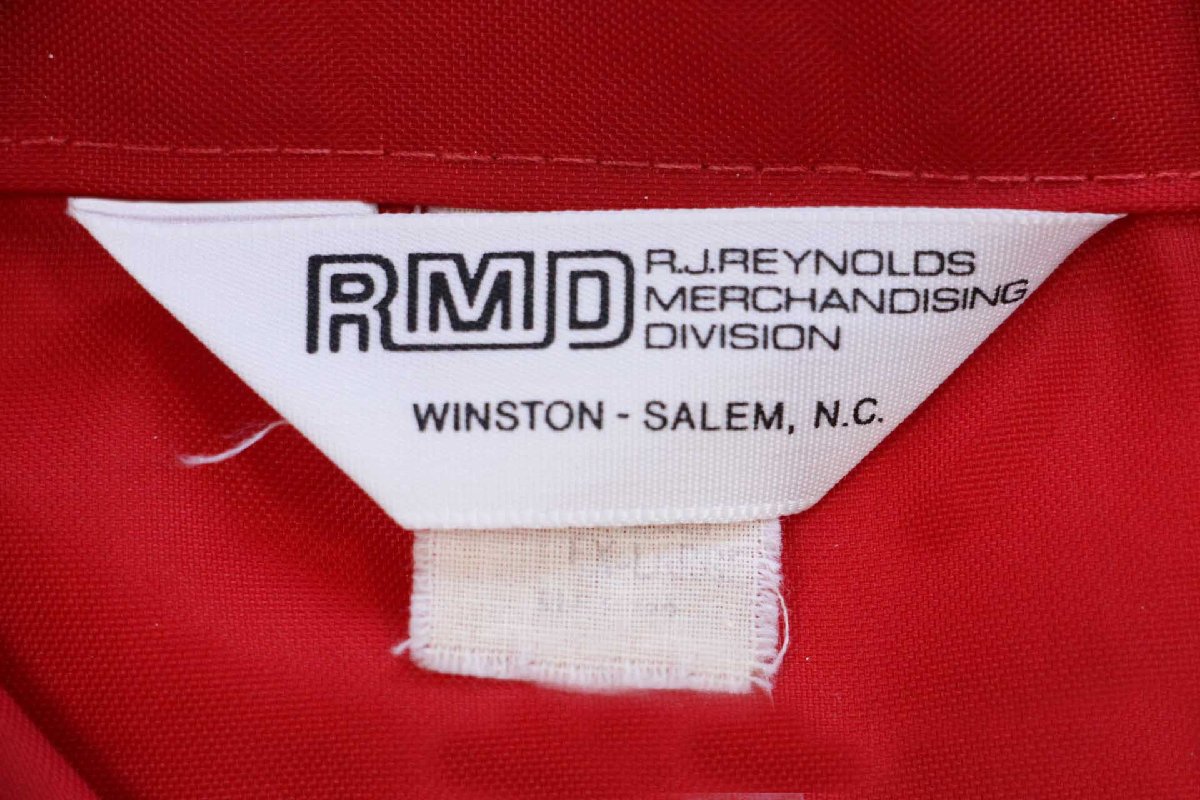 RMD
R.J.REYNOLDS
MERCHANDISING
DIVISION
WINSTON - SALEM, N.C.